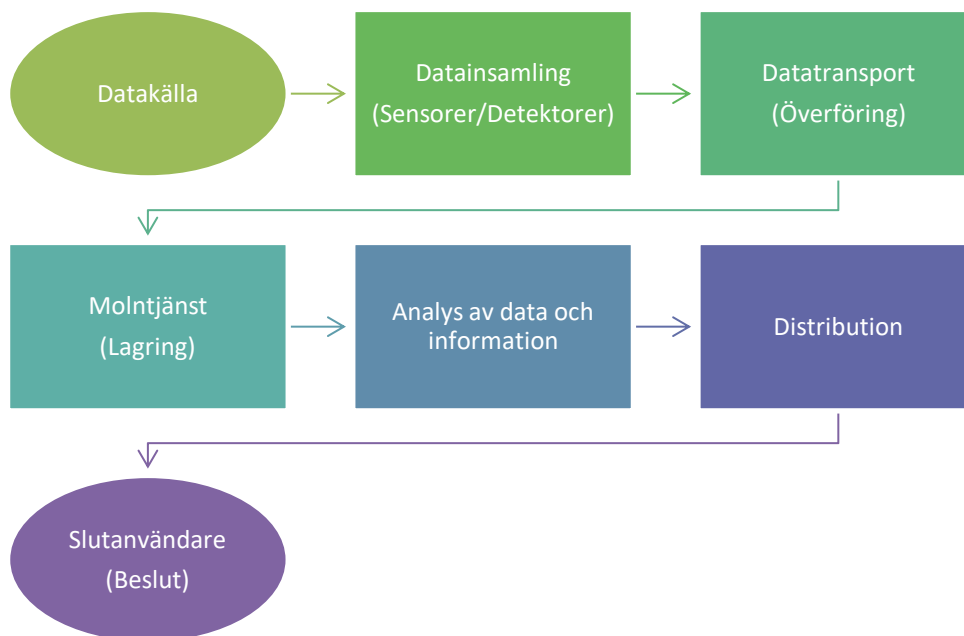 Datakälla
Datainsamling
(Sensorer/Detektorer)
Datatransport
(Överföring)
Molntjänst
(Lagring)
Analys av data och
information
Distribution
Slutanvändare
(Beslut)